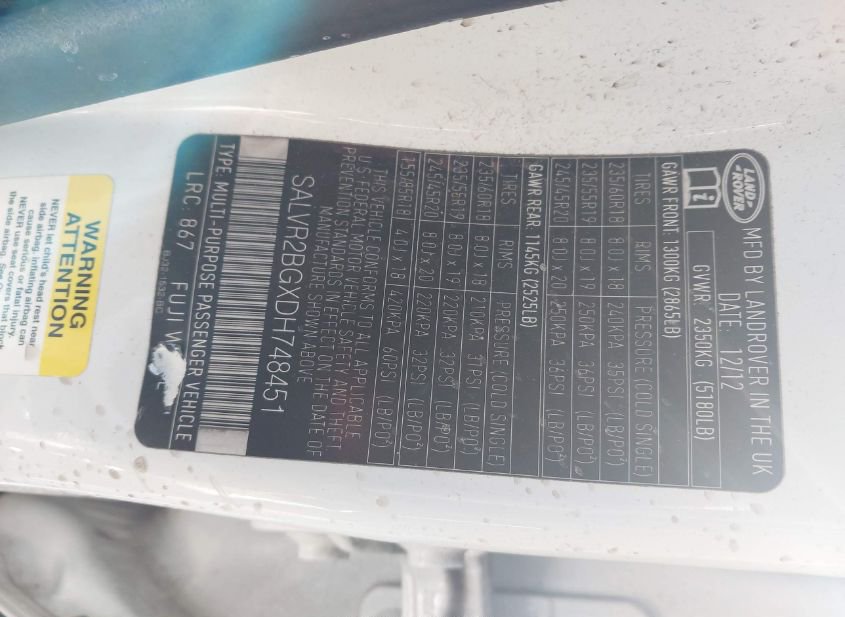 LAND-
-ROVER
MFD BY LANDROVER IN THE UK
DATE: 12/12
GVWR: 2350KG (5180LB)
GAWR FRONT 1300KG (2865LB)
TIRES RIMS PRESSURE (COLD SINGLE)
235/60R18 8.0J x 18 240KPA 35PSI (LB/PO²)
235/55R19 8.0J x 19 250KPA 36PSI (LB/PO²)
245/45R20 8.0J x 20 250KPA 36PSI (LB/PO²)
GAWR REAR: 1145KG (2525LB)
TIRES RIMS PRESSURE (COLD SINGLE)
235/60R18 8.0J x 18 210KPA 31PSI (LB/PO²)
235/55R19 8.0J x 19 220KPA 32PSI (LB/PO²)
245/45R20 8.0J x 20 220KPA 32PSI (LB/PO²)
155/85R18 4.0J x 18 420KPA 60PSI (LB/PO²)
THIS VEHICLE CONFORMS TO ALL APPLICABLE
U.S. FEDERAL MOTOR VEHICLE SAFETY AND THEFT
PREVENTION STANDARDS IN EFFECT ON THE DATE OF
MANUFACTURE SHOWN ABOVE
SALVR2BGXDH748451
TYPE: MULTI-PURPOSE PASSENGER VEHICLE
LRC 867 FUJI
WARNING
ATTENTION
NEVER let child's head rest near
side airbag. inflating airbag can
cause serious or fatal injury.
NEVER use seat covers that block
the side airbag.